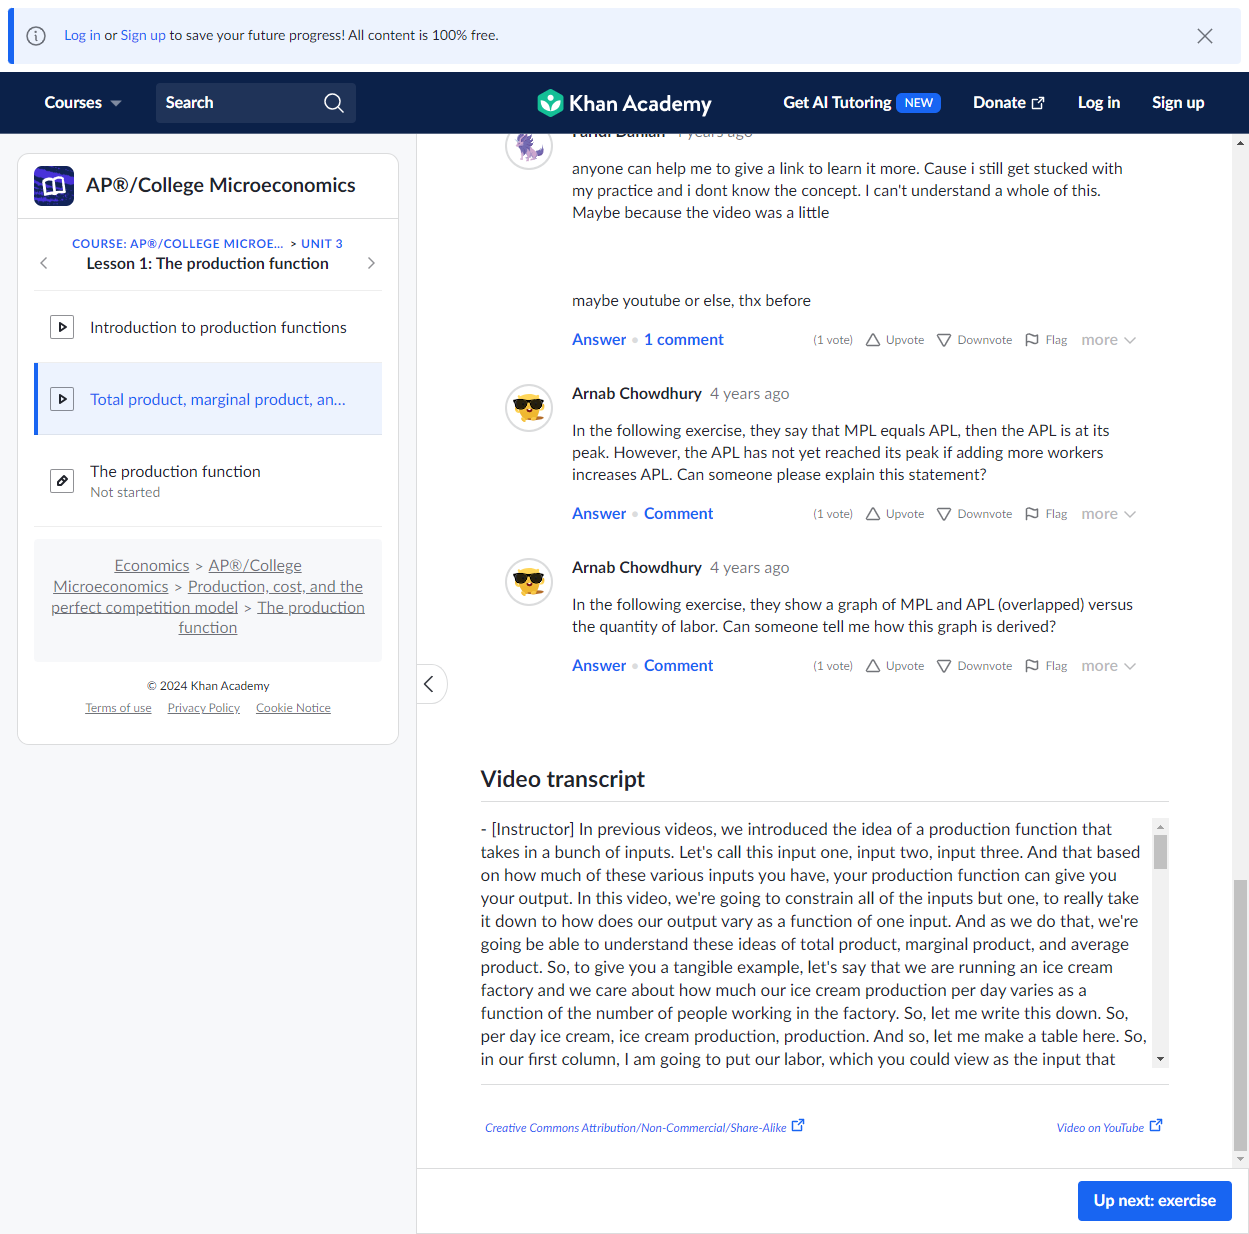 Log in or Sign up to save your future progress! All content is 100% free.
Courses
Search
Khan Academy
Get AI Tutoring NEW
Donate
Log in
Sign up
AP®/College Microeconomics
COURSE: AP®/COLLEGE MICROE... > UNIT 3
Lesson 1: The production function
Introduction to production functions
Total product, marginal product, an...
The production function
Not started
Economics > AP®/College
Microeconomics > Production, cost, and the
perfect competition model > The production
function
© 2024 Khan Academy
Terms of use Privacy Policy Cookie Notice
years ago
anyone can help me to give a link to learn it more. Cause i still get stucked with
my practice and i dont know the concept. I can't understand a whole of this.
Maybe because the video was a little
maybe youtube or else, thx before
Answer • 1 comment (1 vote) Upvote Downvote Flag more
Arnab Chowdhury 4 years ago
In the following exercise, they say that MPL equals APL, then the APL is at its
peak. However, the APL has not yet reached its peak if adding more workers
increases APL. Can someone please explain this statement?
Answer • Comment (1 vote) Upvote Downvote Flag more
Arnab Chowdhury 4 years ago
In the following exercise, they show a graph of MPL and APL (overlapped) versus
the quantity of labor. Can someone tell me how this graph is derived?
Answer • Comment (1 vote) Upvote Downvote Flag more
Video transcript
- [Instructor] In previous videos, we introduced the idea of a production function that
takes in a bunch of inputs. Let's call this input one, input two, input three. And that based
on how much of these various inputs you have, your production function can give you
your output. In this video, we're going to constrain all of the inputs but one, to really take
it down to how does our output vary as a function of one input. And as we do that, we're
going be able to understand these ideas of total product, marginal product, and average
product. So, to give you a tangible example, let's say that we are running an ice cream
factory and we care about how much our ice cream production per day varies as a
function of the number of people working in the factory. So, let me write this down. So,
per day ice cream, ice cream production, production. And so, let me make a table here. So,
in our first column, I am going to put our labor, which you could view as the input that
Creative Commons Attribution/Non-Commercial/Share-Alike
Video on YouTube
Up next: exercise